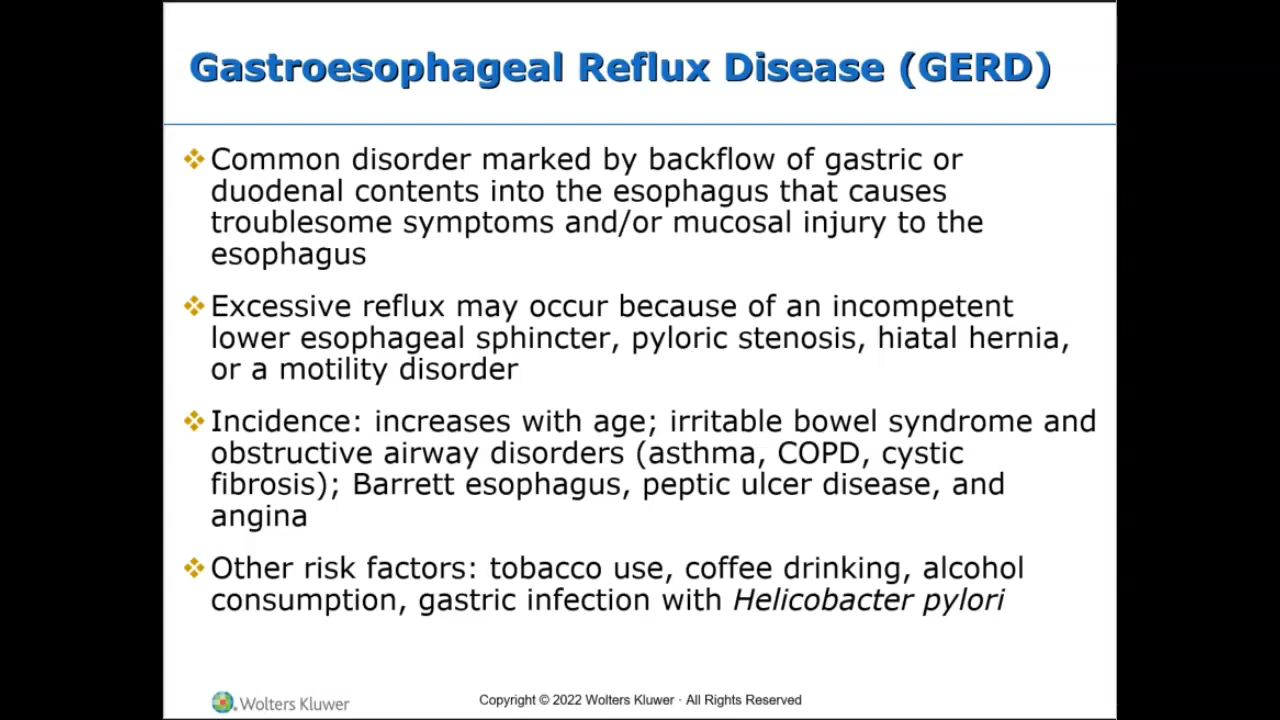 Gastroesophageal Reflux Disease (GERD)
❖Common disorder marked by backflow of gastric or
duodenal contents into the esophagus that causes
troublesome symptoms and/or mucosal injury to the
esophagus
❖Excessive reflux may occur because of an incompetent
lower esophageal sphincter, pyloric stenosis, hiatal hernia,
or a motility disorder
❖Incidence: increases with age; irritable bowel syndrome and
obstructive airway disorders (asthma, COPD, cystic
fibrosis); Barrett esophagus, peptic ulcer disease, and
angina
❖Other risk factors: tobacco use, coffee drinking, alcohol
consumption, gastric infection with Helicobacter pylori
Wolters Kluwer
Copyright © 2022 Wolters Kluwer · All Rights Reserved